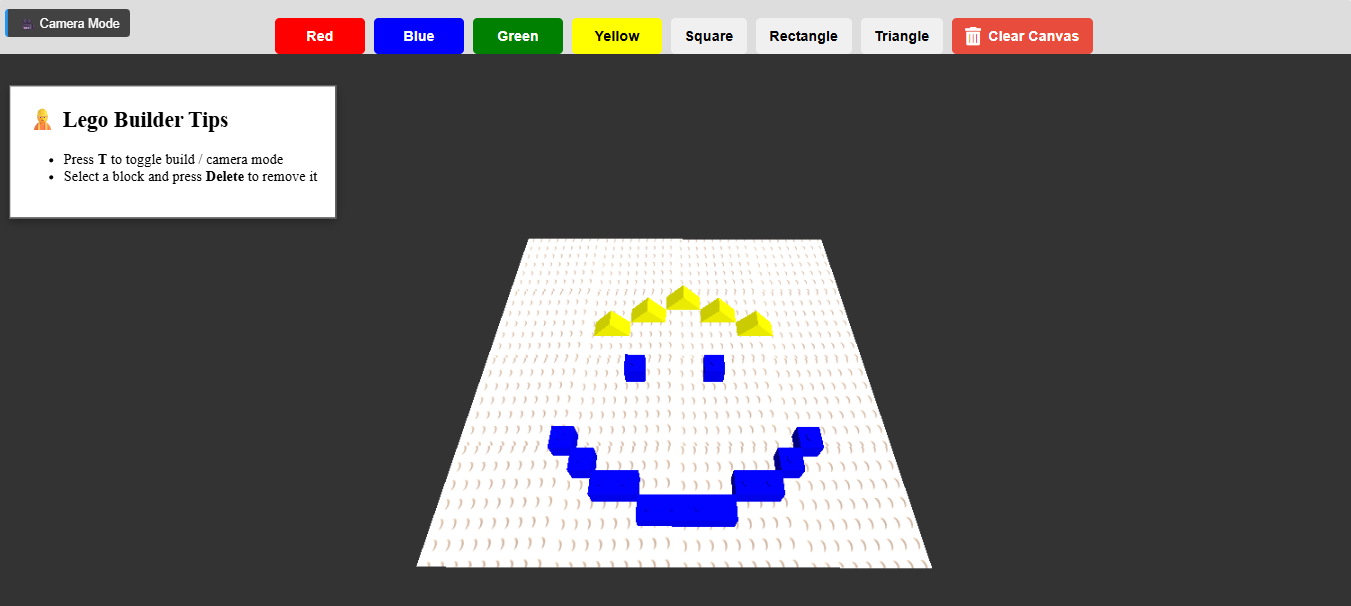 Camera Mode
Red Blue Green Yellow Square Rectangle Triangle Clear Canvas
Lego Builder Tips
• Press T to toggle build / camera mode
• Select a block and press Delete to remove it